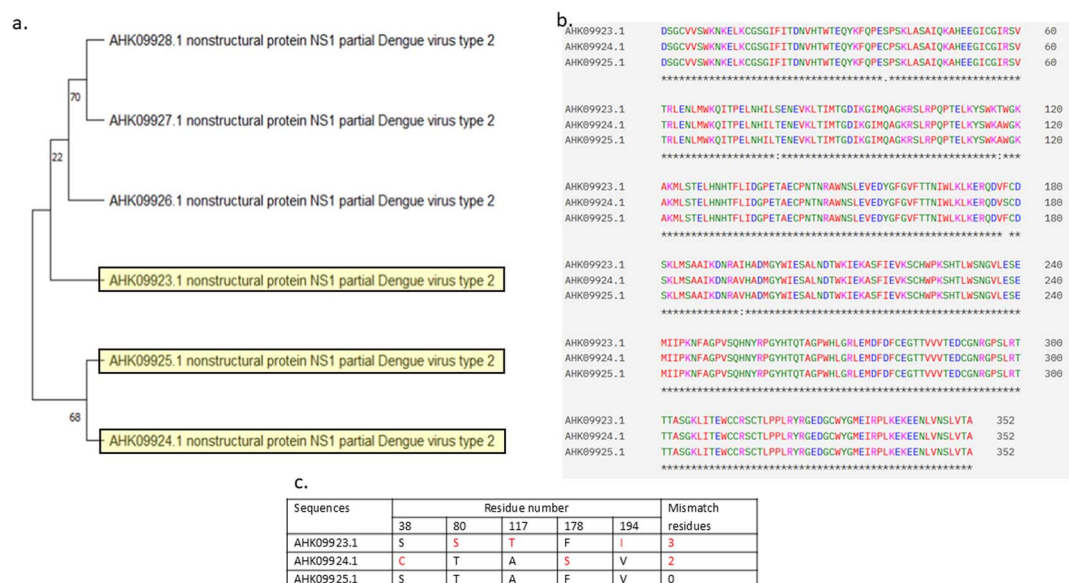 a.
AHK09928.1 nonstructural protein NS1 partial Dengue virus type 2
70
AHK09927.1 nonstructural protein NS1 partial Dengue virus type 2
22
AHK09926.1 nonstructural protein NS1 partial Dengue virus type 2
AHK09923.1 nonstructural protein NS1 partial Dengue virus type 2
AHK09925.1 nonstructural protein NS1 partial Dengue virus type 2
68
AHK09924.1 nonstructural protein NS1 partial Dengue virus type 2
b.
AHK09923.1 DSGCVVSWKNKELKCGSGIFITDNVHTWTEQYKFQPESPSKLASAIQKAHEEGICGIRSV 60
AHK09924.1 DSGCVVSWKNKELKCGSGIFITDNVHTWTEQYKFQPECPSKLASAIQKAHEEGICGIRSV 60
AHK09925.1 DSGCVVSWKNKELKCGSGIFITDNVHTWTEQYKFQPESPSKLASAIQKAHEEGICGIRSV 60
*************************************.**********************
AHK09923.1 TRLENLMWKQITPELNHILSENEVKLTIMTGDIKGIMQAGKRSLRPQPTELKYSWKTWGK 120
AHK09924.1 TRLENLMWKQITPELNHILTENEVKLTIMTGDIKGIMQAGKRSLRPQPTELKYSWKAWGK 120
AHK09925.1 TRLENLMWKQITPELNHILTENEVKLTIMTGDIKGIMQAGKRSLRPQPTELKYSWKAWGK 120
*******************:************************************:***
AHK09923.1 AKMLSTELHNHTFLIDGPETAECPNTNRAWNSLEVEDYGFGVFTTNIWLKLKERQDVFCD 180
AHK09924.1 AKMLSTELHNHTFLIDGPETAECPNTNRAWNSLEVEDYGFGVFTTNIWLKLKERQDVSCD 180
AHK09925.1 AKMLSTELHNHTFLIDGPETAECPNTNRAWNSLEVEDYGFGVFTTNIWLKLKERQDVFCD 180
********************************************************* **
AHK09923.1 SKLMSAAIKDNRAIHADMGYWIESALNDTWKIEKASFIEVKSCHWPKSHTLWSNGVLESE 240
AHK09924.1 SKLMSAAIKDNRAVHADMGYWIESALNDTWKIEKASFIEVKSCHWPKSHTLWSNGVLESE 240
AHK09925.1 SKLMSAAIKDNRAVHADMGYWIESALNDTWKIEKASFIEVKSCHWPKSHTLWSNGVLESE 240
*************:**********************************************
AHK09923.1 MIIPKNFAGPVSQHNYRPGYHTQTAGPWHLGRLEMDFDFCEGTTVVVTEDCGNRGPSLRT 300
AHK09924.1 MIIPKNFAGPVSQHNYRPGYHTQTAGPWHLGRLEMDFDFCEGTTVVVTEDCGNRGPSLRT 300
AHK09925.1 MIIPKNFAGPVSQHNYRPGYHTQTAGPWHLGRLEMDFDFCEGTTVVVTEDCGNRGPSLRT 300
************************************************************
AHK09923.1 TTASGKLITEWCCRSCTLPPLRYRGEDGCWYGMEIRPLKEKEENLVNSLVTA 352
AHK09924.1 TTASGKLITEWCCRSCTLPPLRYRGEDGCWYGMEIRPLKEKEENLVNSLVTA 352
AHK09925.1 TTASGKLITEWCCRSCTLPPLRYRGEDGCWYGMEIRPLKEKEENLVNSLVTA 352
****************************************************
c.
Sequences Residue number Mismatch residues
38 80 117 178 194
AHK09923.1 S S T F I 3
AHK09924.1 C T A S V 2
AHK09925.1 S T A F V 0